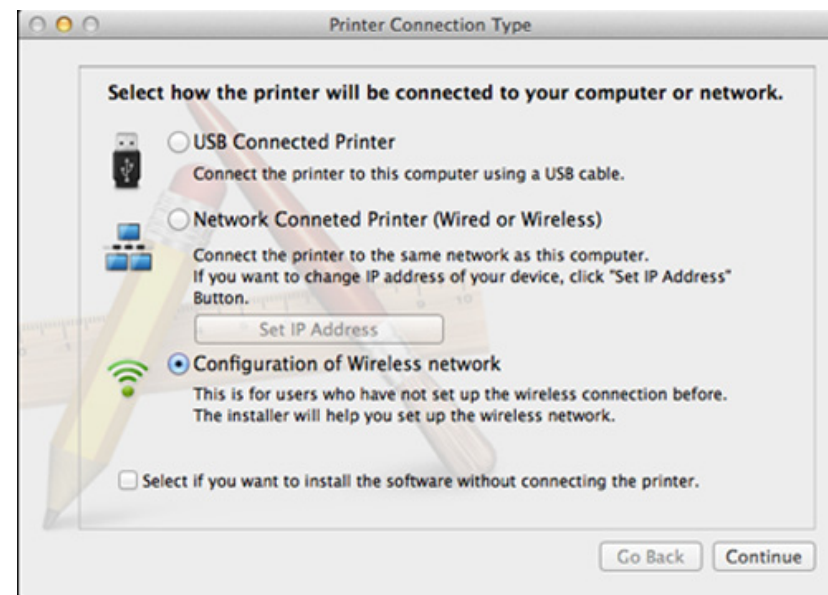 Printer Connection Type
Select how the printer will be connected to your computer or network.
USB Connected Printer
Connect the printer to this computer using a USB cable.
Network Conneted Printer (Wired or Wireless)
Connect the printer to the same network as this computer.
If you want to change IP address of your device, click "Set IP Address"
Button.
Set IP Address
Configuration of Wireless network
This is for users who have not set up the wireless connection before.
The installer will help you set up the wireless network.
Select if you want to install the software without connecting the printer.
Go Back Continue